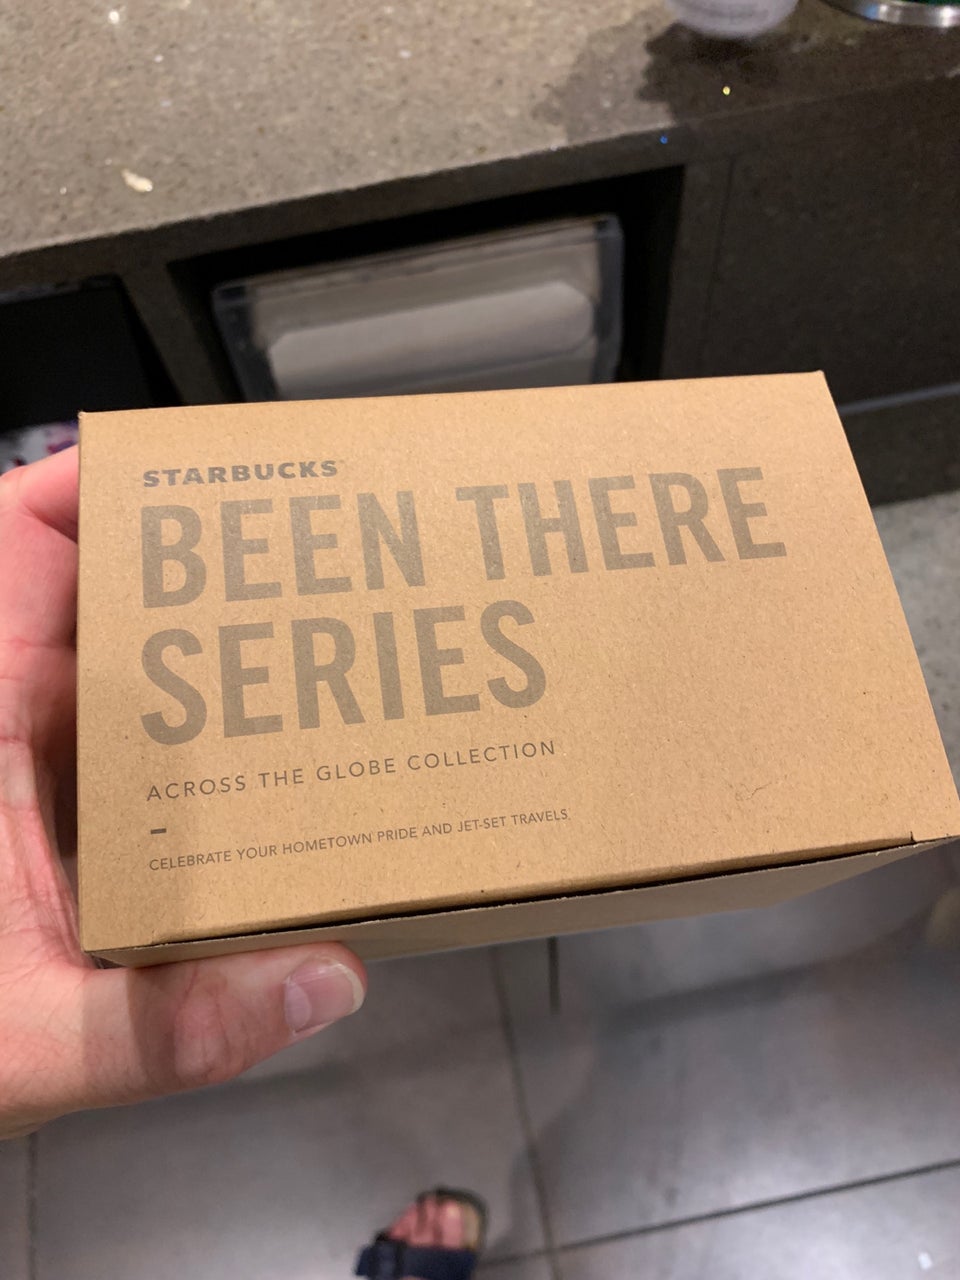 STARBUCKS
BEEN THERE
SERIES
ACROSS THE GLOBE COLLECTION
–
CELEBRATE YOUR HOMETOWN PRIDE AND JET-SET TRAVELS.